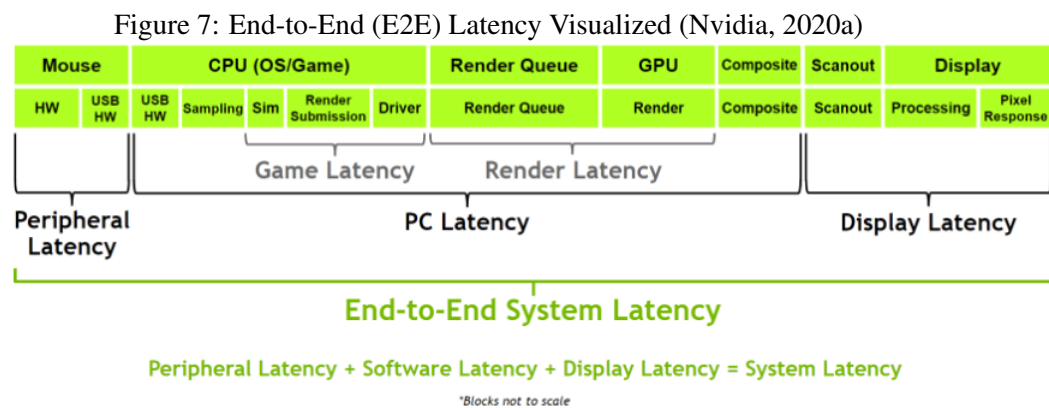 Figure 7: End-to-End (E2E) Latency Visualized (Nvidia, 2020a)
Mouse CPU (OS/Game) Render Queue GPU Composite Scanout Display
HW USB HW USB HW Sampling Sim Render Submission Driver Render Queue Render Composite Scanout Processing Pixel Response
Game Latency Render Latency
Peripheral Latency PC Latency Display Latency
End-to-End System Latency
Peripheral Latency + Software Latency + Display Latency = System Latency
*Blocks not to scale